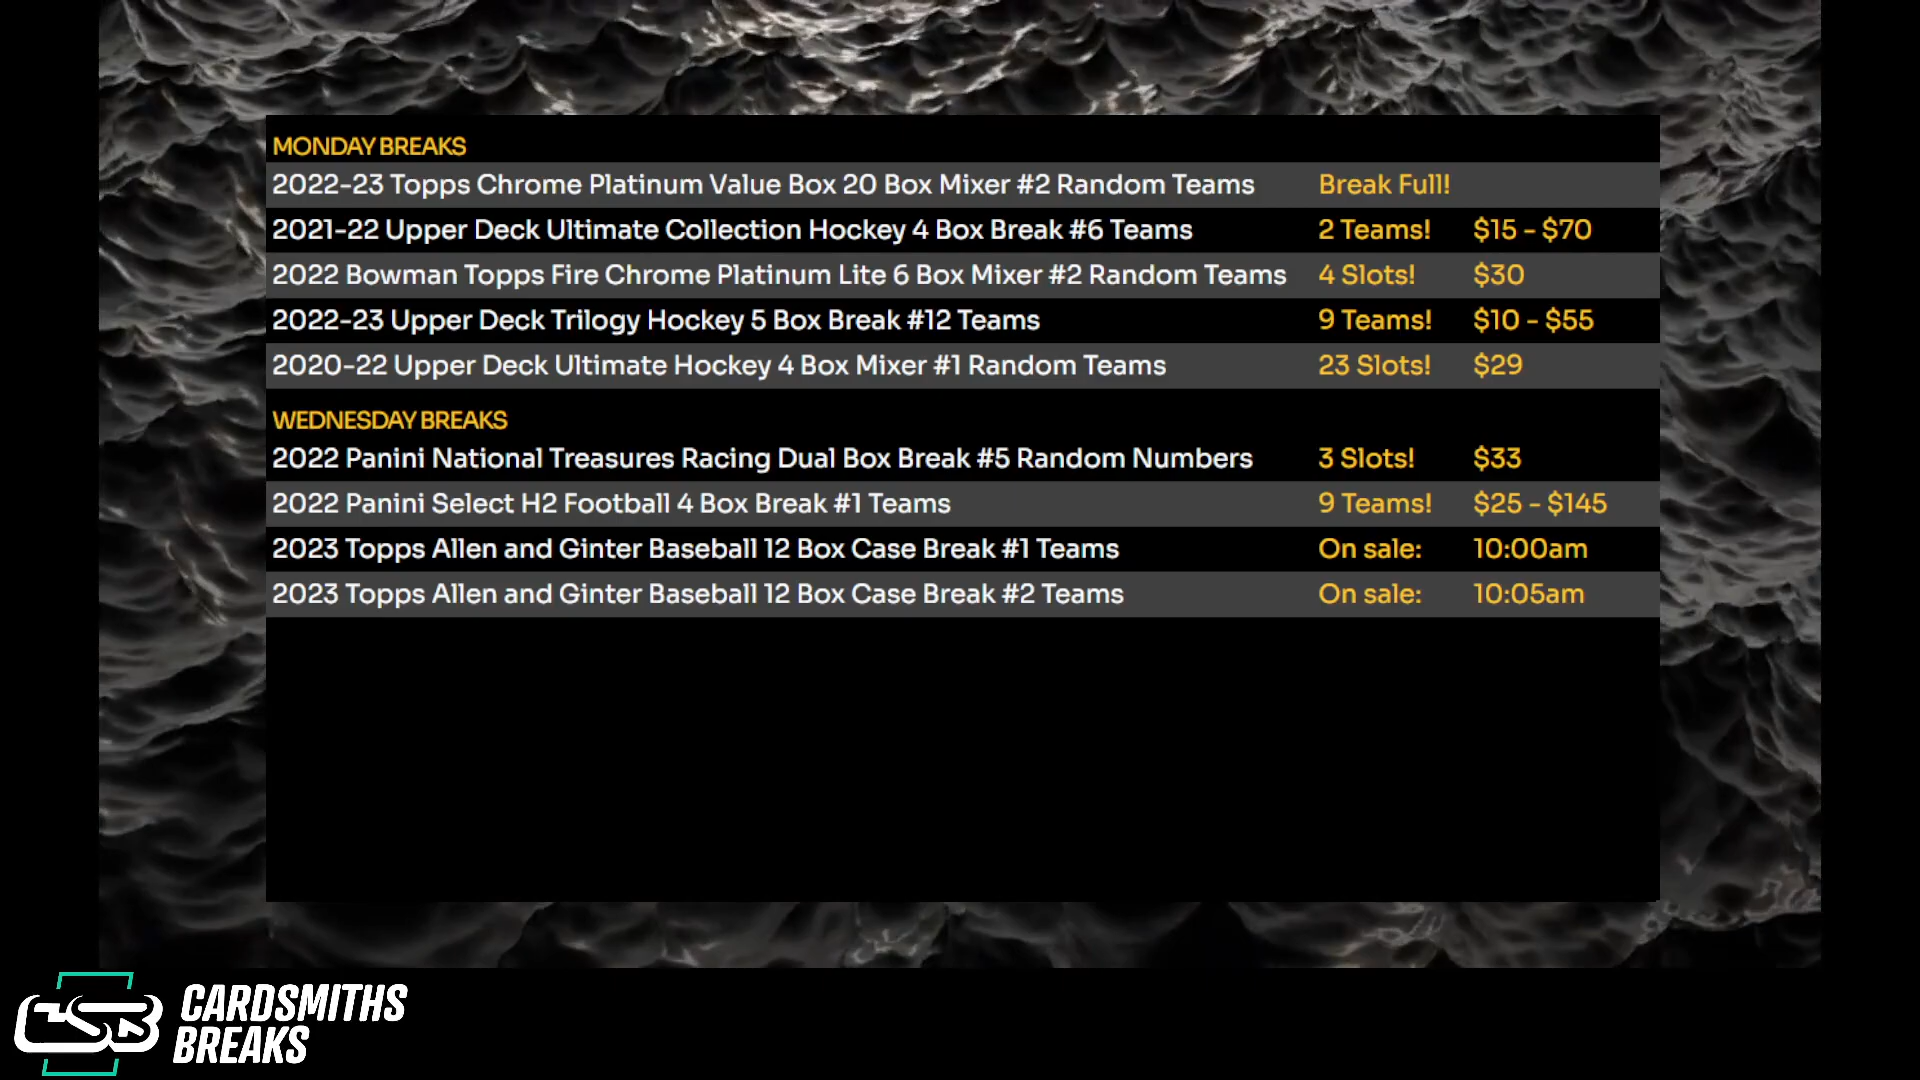 MONDAY BREAKS
2022-23 Topps Chrome Platinum Value Box 20 Box Mixer #2 Random Teams Break Full!
2021-22 Upper Deck Ultimate Collection Hockey 4 Box Break #6 Teams 2 Teams! $15 - $70
2022 Bowman Topps Fire Chrome Platinum Lite 6 Box Mixer #2 Random Teams 4 Slots! $30
2022-23 Upper Deck Trilogy Hockey 5 Box Break #12 Teams 9 Teams! $10 - $55
2020-22 Upper Deck Ultimate Hockey 4 Box Mixer #1 Random Teams 23 Slots! $29
WEDNESDAY BREAKS
2022 Panini National Treasures Racing Dual Box Break #5 Random Numbers 3 Slots! $33
2022 Panini Select H2 Football 4 Box Break #1 Teams 9 Teams! $25 - $145
2023 Topps Allen and Ginter Baseball 12 Box Case Break #1 Teams On sale: 10:00am
2023 Topps Allen and Ginter Baseball 12 Box Case Break #2 Teams On sale: 10:05am
CSB CARDSMITHS
BREAKS